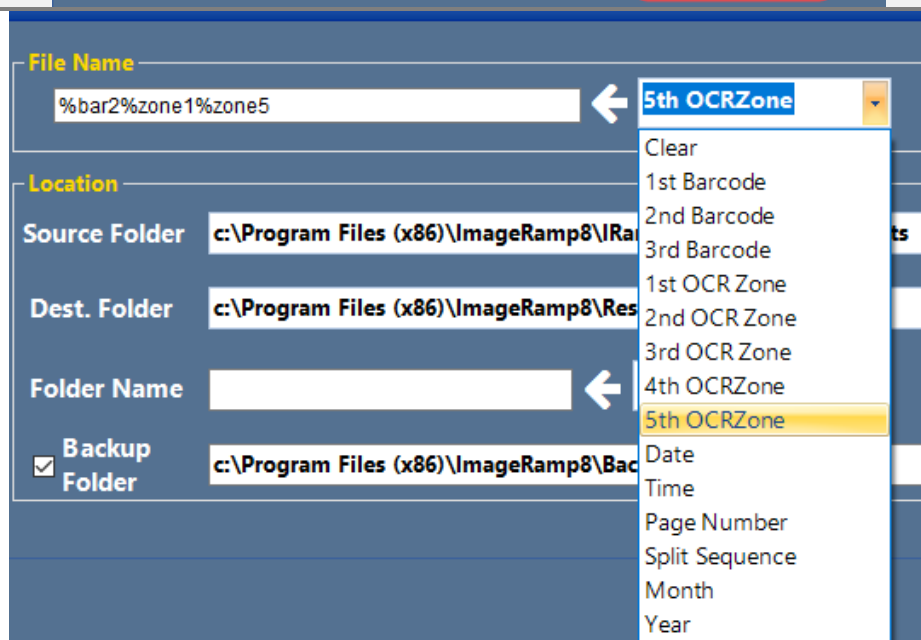 File Name
%bar2%zone1%zone5
5th OCRZone
Clear
1st Barcode
2nd Barcode
3rd Barcode
1st OCR Zone
2nd OCR Zone
3rd OCR Zone
4th OCRZone
5th OCRZone
Date
Time
Page Number
Split Sequence
Month
Year
Location
Source Folder c:\Program Files (x86)\ImageRamp8\IRa ts
Dest. Folder c:\Program Files (x86)\ImageRamp8\Res
Folder Name
Backup
Folder
c:\Program Files (x86)\ImageRamp8\Bac